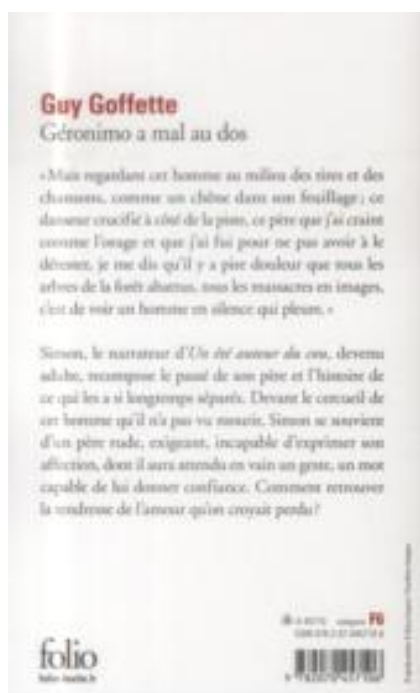 Guy Goffette
Géronimo a mal au dos
« Mais regardant cet homme au milieu des rires et des
chansons, comme un chêne dans son feuillage ; ce
danseur crucifié à côté de la piste, ce père que j'ai craint
comme l'orage et que j'ai fui pour ne pas avoir à le
détester, je me dis qu'il y a pire douleur que tous les
arbres de la forêt abattus, tous les massacres en images,
c'est de voir un homme en silence qui pleure. »
Simon, le narrateur d'Un été autour du cou, devenu
adulte, recompose le passé de son père et l'histoire de
ce qui les a si longtemps séparés. Devant le cercueil de
cet homme qu'il n'a pas vu mourir, Simon se souvient
d'un père rude, exigeant, incapable d'exprimer son
affection, dont il aura attendu en vain un geste, un mot
capable de lui donner confiance. Comment retrouver
la tendresse de l'amour qu'on croyait perdu ?
catégorie F6
folio
folio-lesite.fr